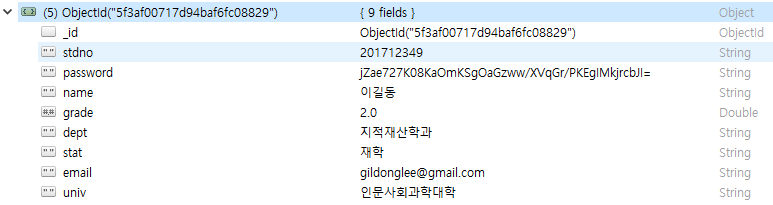 (5) ObjectId("5f3af00717d94baf6fc08829") { 9 fields } Object
_id ObjectId("5f3af00717d94baf6fc08829") ObjectId
" " stdno 201712349 String
" " password jZae727K08KaOmKSgOaGzww/XVqGr/PKEgIMkjrcbJI= String
" " name 이길동 String
#.# grade 2.0 Double
" " dept 지적재산학과 String
" " stat 재학 String
" " email gildonglee@gmail.com String
" " univ 인문사회과학대학 String